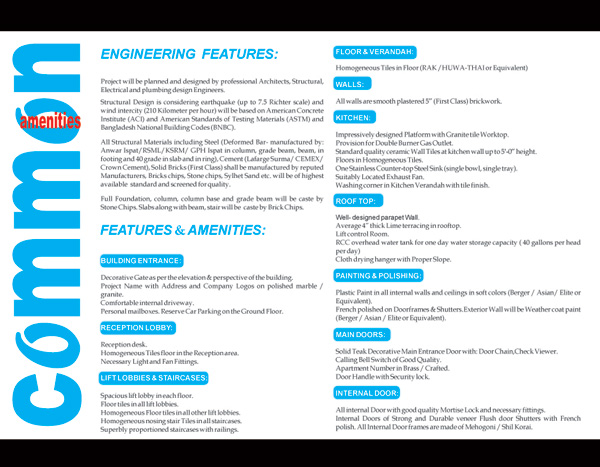 common
amenities
ENGINEERING FEATURES:
Project will be planned and designed by professional Architects, Structural,
Electrical and plumbing design Engineers.
Structural Design is considering earthquake (up to 7.5 Richter scale) and
wind intercity (210 Kilometer per hour) will be based on American Concrete
Institute (ACI) and American Standards of Testing Materials (ASTM) and
Bangladesh National Building Codes (BNBC).
All Structural Materials including Steel (Deformed Bar- manufactured by:
Anwar Ispat/RSML/KSRM/ GPH Ispat in column, grade beam, beam, in
footing and 40 grade in slab and in ring), Cement (Lafarge Surma/ CEMEX/
Crown Cement), Solid Bricks (First Class) shall be manufactured by reputed
Manufacturers, Bricks chips, Stone chips, Sylhet Sand etc. will be of highest
available standard and screened for quality.
Full Foundation, column, column base and grade beam will be caste by
Stone Chips. Slabs along with beam, stair will be caste by Brick Chips.
FEATURES & AMENITIES:
BUILDING ENTRANCE:
Decorative Gate as per the elevation & perspective of the building.
Project Name with Address and Company Logos on polished marble /
granite.
Comfortable internal driveway.
Personal mailboxes. Reserve Car Parking on the Ground Floor.
RECEPTION LOBBY:
Reception desk.
Homogeneous Tiles floor in the Reception area.
Necessary Light and Fan Fittings.
LIFT LOBBIES & STAIRCASES:
Spacious lift lobby in each floor.
Floor tiles in all lift lobbies.
Homogeneous Floor tiles in all other lift lobbies.
Homogeneous nosing stair Tiles in all staircases.
Superbly proportioned staircases with railings.
FLOOR & VERANDAH:
Homogeneous Tiles in Floor (RAK / HUWA-THAI or Equivalent)
WALLS:
All walls are smooth plastered 5" (First Class) brickwork.
KITCHEN:
Impressively designed Platform with Granite tile Worktop.
Provision for Double Burner Gas Outlet.
Standard quality ceramic Wall Tiles at kitchen wall up to 5'-0" height.
Floors in Homogeneous Tiles.
One Stainless Counter-top Steel Sink (single bowl, single tray).
Suitably Located Exhaust Fan.
Washing corner in Kitchen Verandah with tile finish.
ROOF TOP:
Well- designed parapet Wall.
Average 4" thick Lime terracing in rooftop.
Lift control Room.
RCC overhead water tank for one day water storage capacity ( 40 gallons per head
per day)
Cloth drying hanger with Proper Slope.
PAINTING & POLISHING:
Plastic Paint in all internal walls and ceilings in soft colors (Berger / Asian/ Elite or
Equivalent).
French polished on Doorframes & Shutters. Exterior Wall will be Weather coat paint
(Berger / Asian / Elite or Equivalent).
MAIN DOORS:
Solid Teak Decorative Main Entrance Door with: Door Chain,Check Viewer.
Calling Bell Switch of Good Quality.
Apartment Number in Brass / Crafted.
Door Handle with Security lock.
INTERNAL DOOR:
All internal Door with good quality Mortise Lock and necessary fittings.
Internal Doors of Strong and Durable veneer Flush door Shutters with French
polish. All Internal Door frames are made of Mehogoni / Shil Korai.